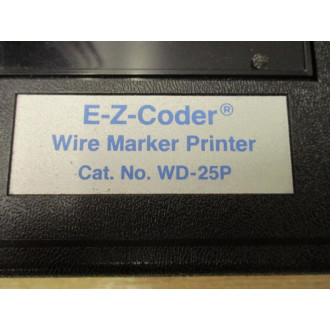 E-Z-Coder®
Wire Marker Printer
Cat. No. WD-25P